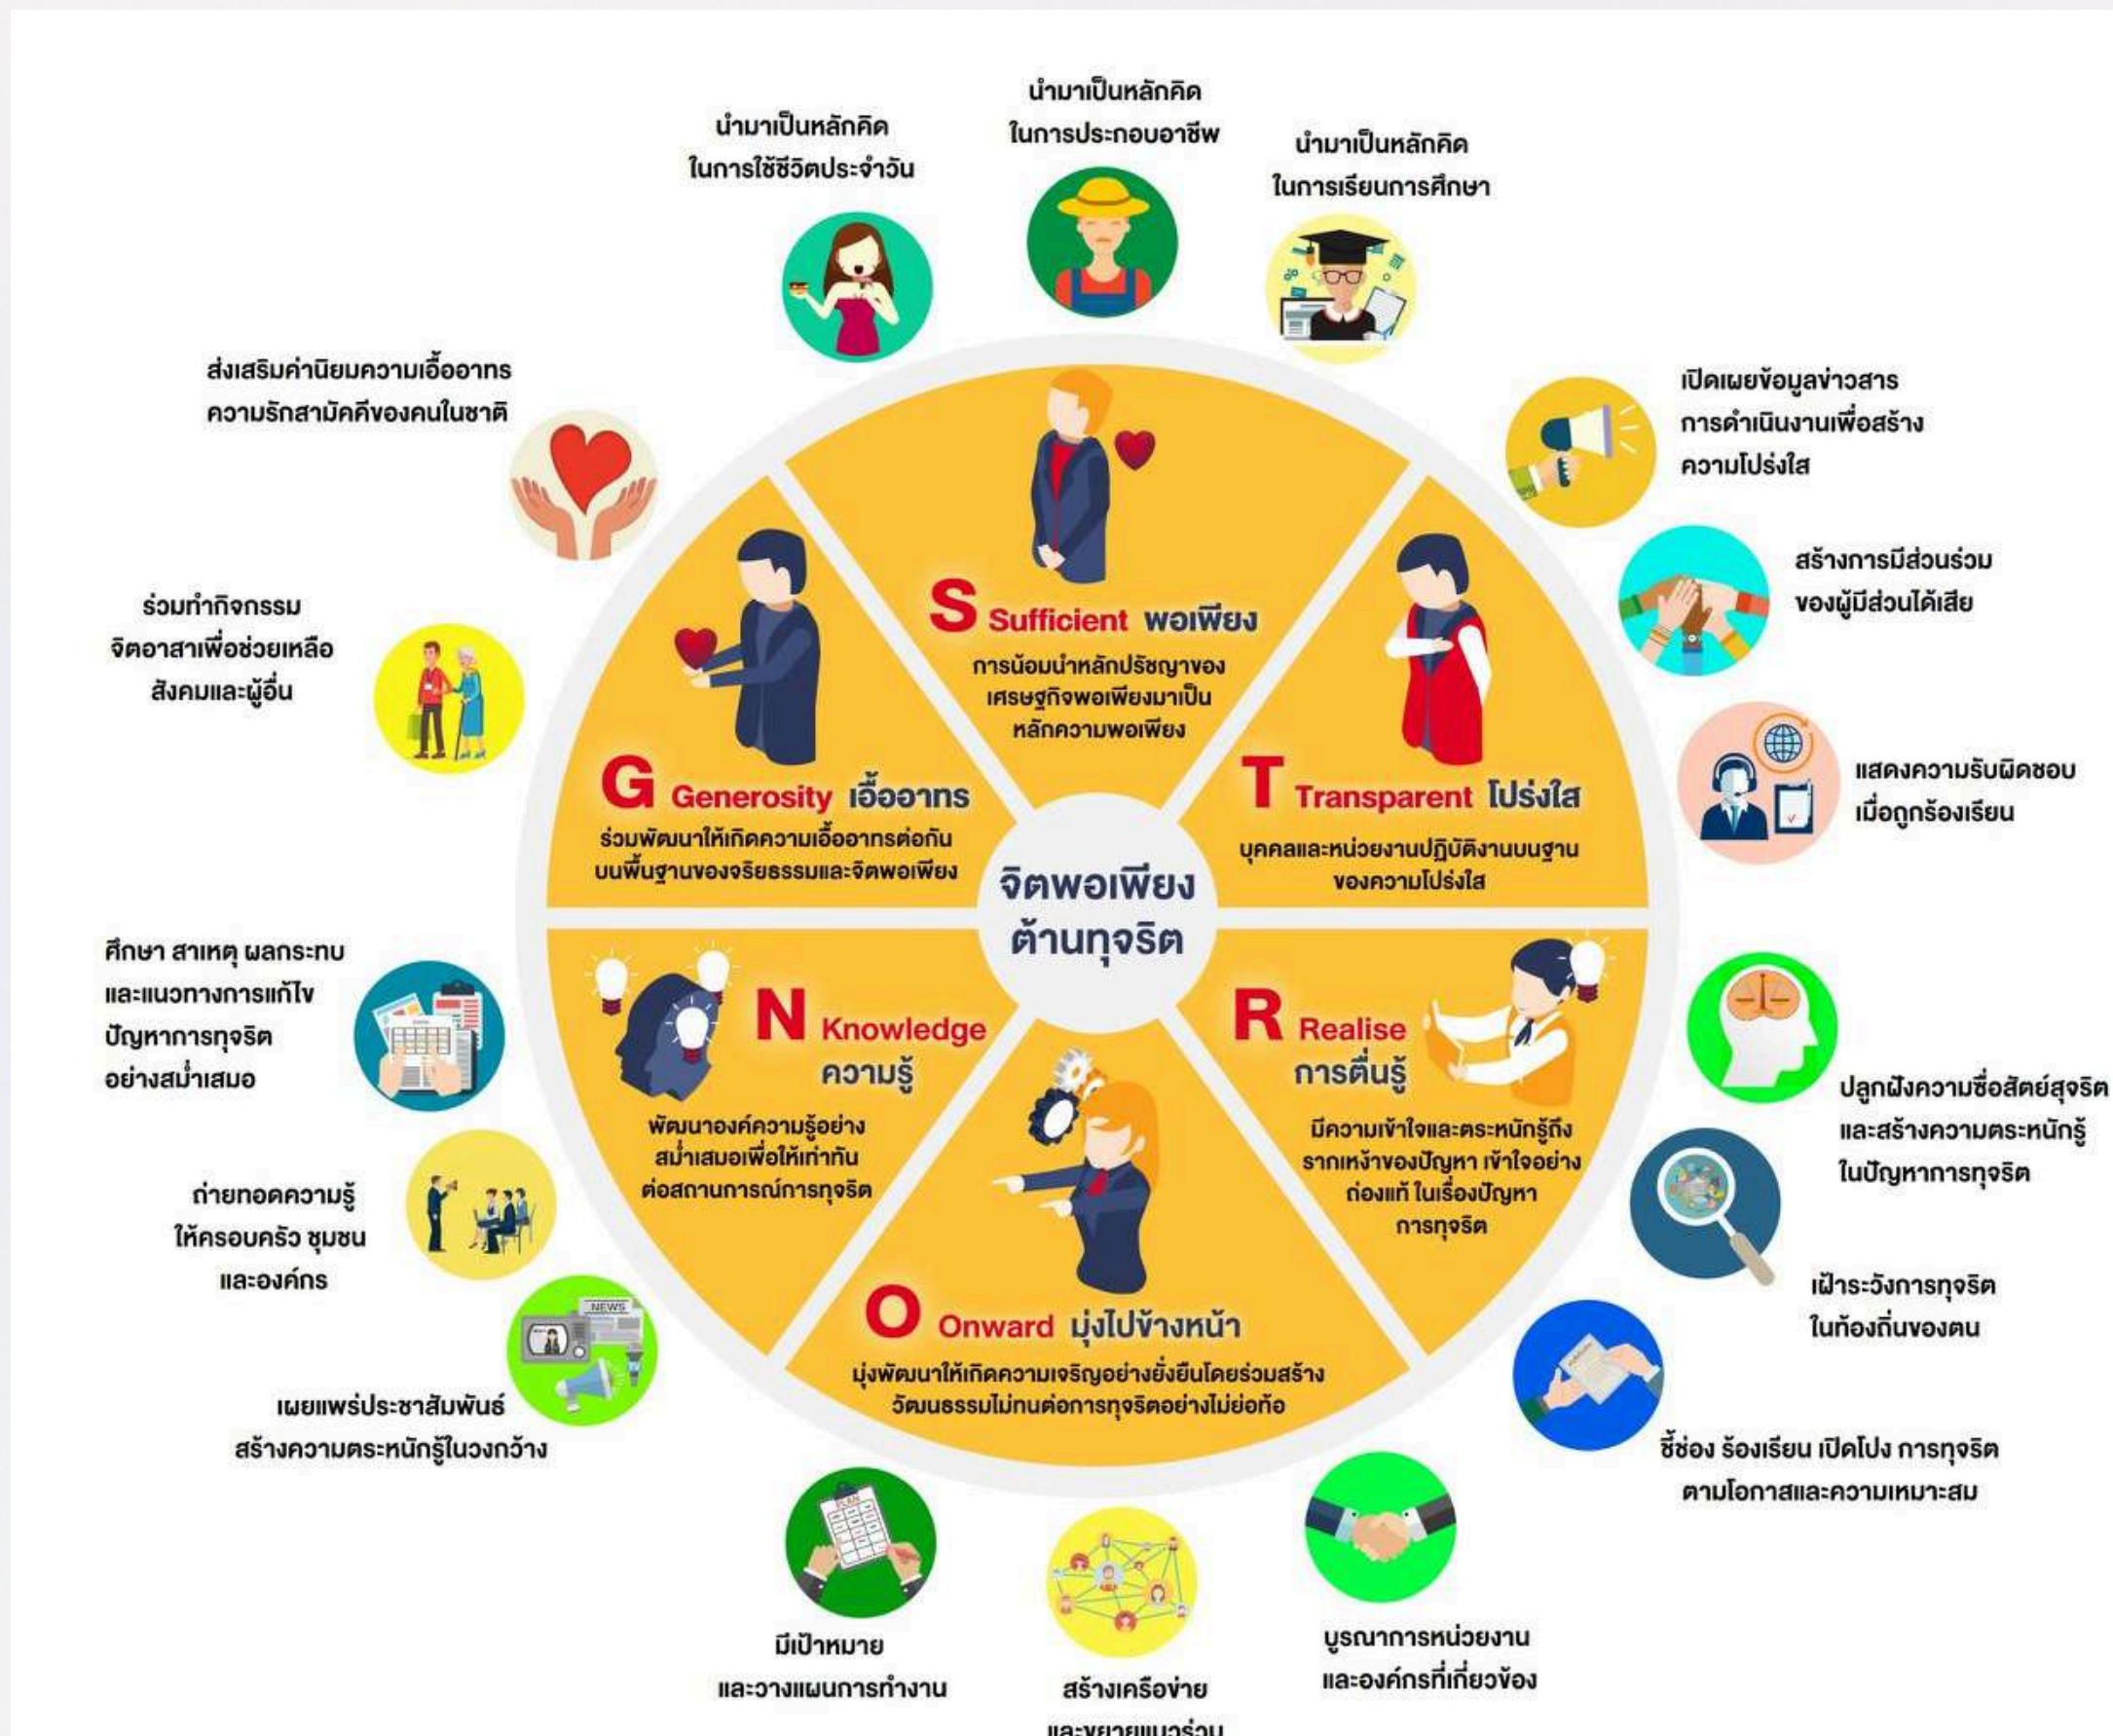 นำมาเป็นหลักคิด
ในการใช้ชีวิตประจำวัน
นำมาเป็นหลักคิด
ในการประกอบอาชีพ
นำมาเป็นหลักคิด
ในการเรียนการศึกษา
ส่งเสริมค่านิยมความเอื้ออาทร
ความรักสามัคคีของคนในชาติ
ร่วมทำกิจกรรม
จิตอาสาเพื่อช่วยเหลือ
สังคมและผู้อื่น
เปิดเผยข้อมูลข่าวสาร
การดำเนินงานเพื่อสร้าง
ความโปร่งใส
สร้างการมีส่วนร่วม
ของผู้มีส่วนได้เสีย
แสดงความรับผิดชอบ
เมื่อถูกร้องเรียน
S Sufficient พอเพียง
การน้อมนำหลักปรัชญาของ
เศรษฐกิจพอเพียงมาเป็น
หลักความพอเพียง
G Generosity เอื้ออาทร
ร่วมพัฒนาให้เกิดความเอื้ออาทรต่อกัน
บนพื้นฐานของจริยธรรมและจิตพอเพียง
T Transparent โปร่งใส
บุคคลและหน่วยงานปฏิบัติงานบนฐาน
ของความโปร่งใส
จิตพอเพียง
ต้านทุจริต
N Knowledge
ความรู้
พัฒนาองค์ความรู้อย่าง
สม่ำเสมอเพื่อให้เท่าทัน
ต่อสถานการณ์การทุจริต
R Realise
การตื่นรู้
มีความเข้าใจและตระหนักรู้ถึง
รากเหง้าของปัญหา เข้าใจอย่าง
ถ่องแท้ ในเรื่องปัญหา
การทุจริต
O Onward มุ่งไปข้างหน้า
มุ่งพัฒนาให้เกิดความเจริญอย่างยั่งยืนโดยร่วมสร้าง
วัฒนธรรมไม่ทนต่อการทุจริตอย่างไม่ย่อท้อ
ศึกษา สาเหตุ ผลกระทบ
และแนวทางการแก้ไข
ปัญหาการทุจริต
อย่างสม่ำเสมอ
ถ่ายทอดความรู้
ให้ครอบครัว ชุมชน
และองค์กร
NEWS
เผยแพร่ประชาสัมพันธ์
สร้างความตระหนักรู้ในวงกว้าง
ปลูกฝังความซื่อสัตย์สุจริต
และสร้างความตระหนักรู้
ในปัญหาการทุจริต
เฝ้าระวังการทุจริต
ในท้องถิ่นของตน
ชี้ช่อง ร้องเรียน เปิดโปง การทุจริต
ตามโอกาสและความเหมาะสม
PLAN
มีเป้าหมาย
และวางแผนการทำงาน
สร้างเครือข่าย
และขยายแนวร่วม
บูรณาการหน่วยงาน
และองค์กรที่เกี่ยวข้อง